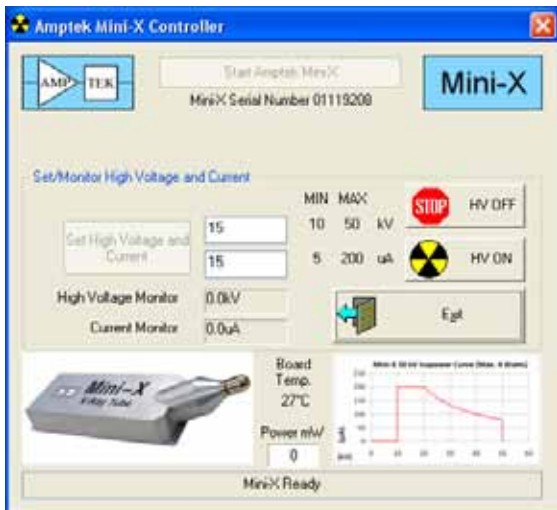 Amptek Mini-X Controller
AMP TEK
Start Amptek Mini-X
Mini-X
Mini-X Serial Number 01119208
Set/Monitor High Voltage and Current
MIN MAX
15 10 50 kV
STOP HV OFF
Set High Voltage and
Current
15 5 200 uA
HV ON
High Voltage Monitor 0.0kV
Current Monitor 0.0uA
Exit
Mini-X
X-Ray Tube
Board
Temp.
27°C
Power mW
0
Mini-X Ready